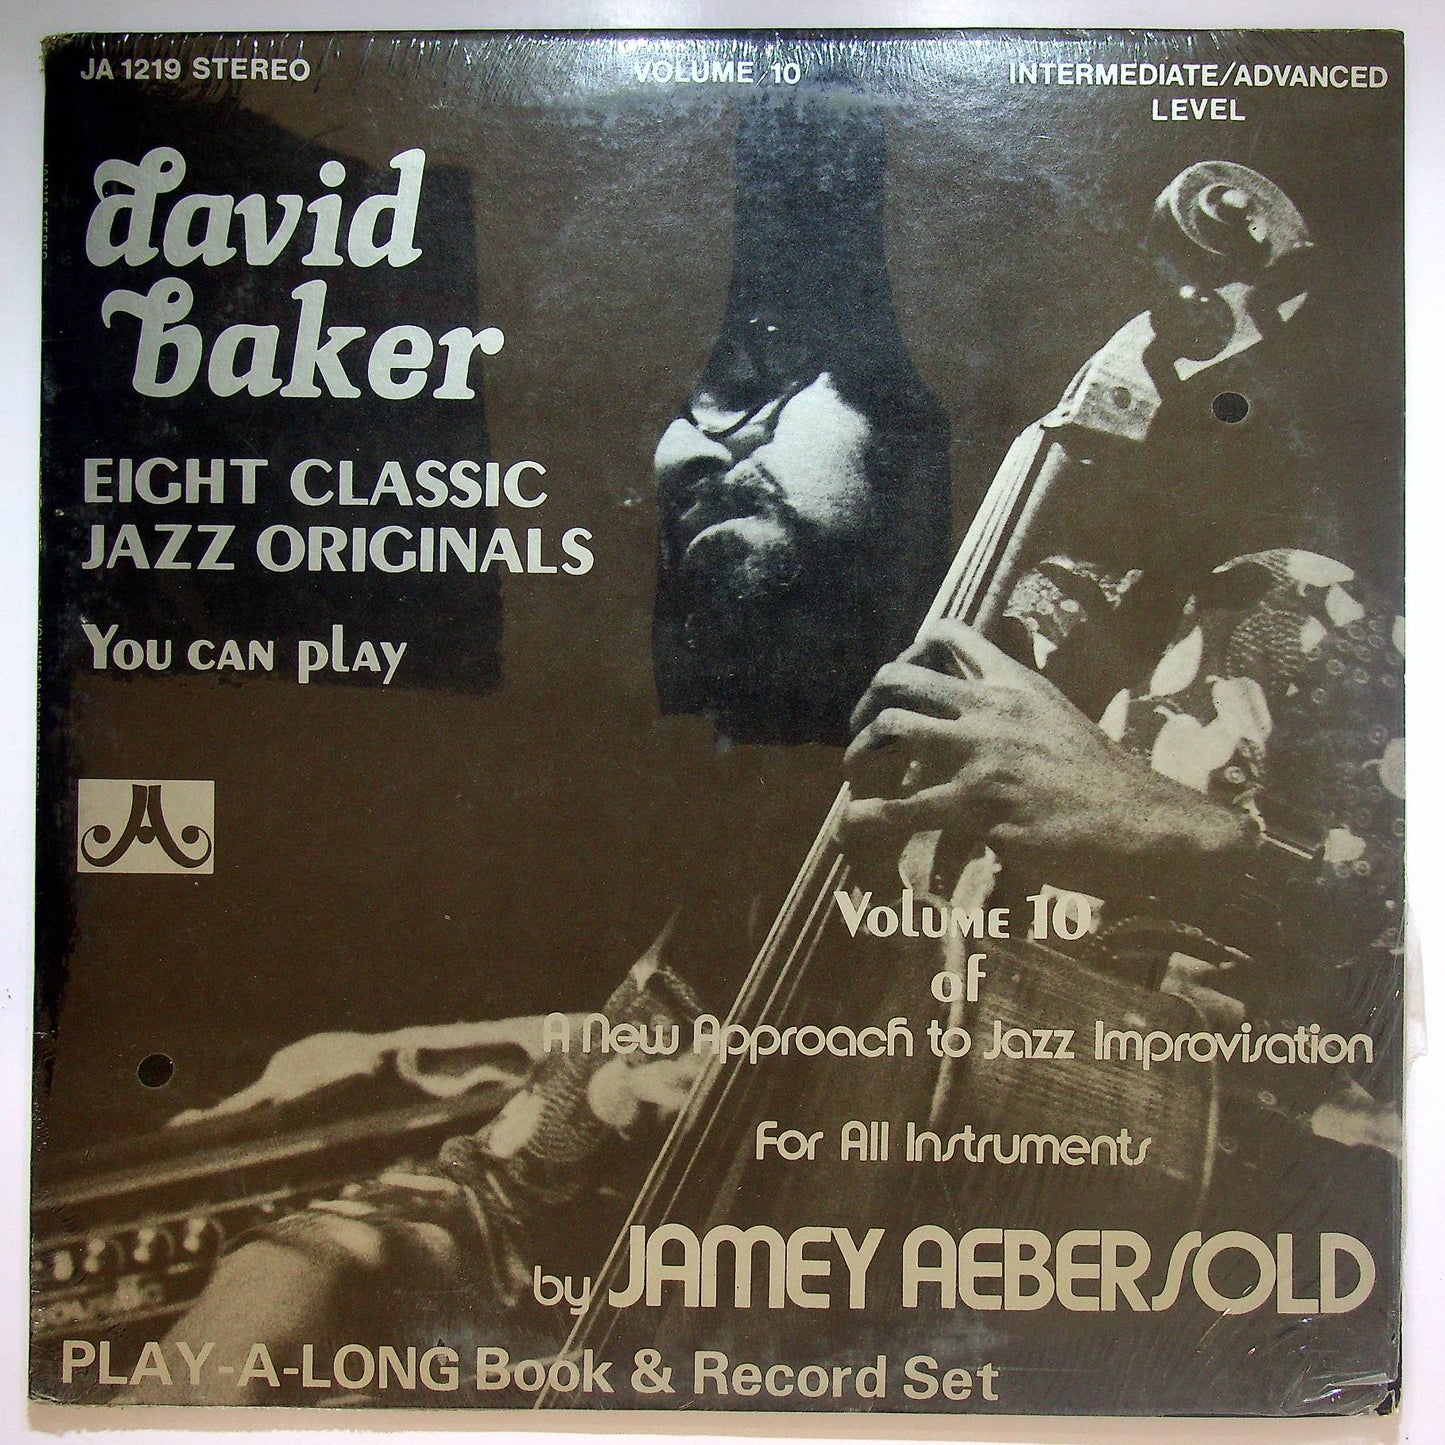 JA 1219 STEREO
VOLUME 10
INTERMEDIATE/ADVANCED
LEVEL
david
baker
EIGHT CLASSIC
JAZZ ORIGINALS
You can play
Volume 10
of
A New Approach to Jazz Improvisation
For All Instruments
by JAMEY AEBERSOLD
PLAY-A-LONG Book & Record Set